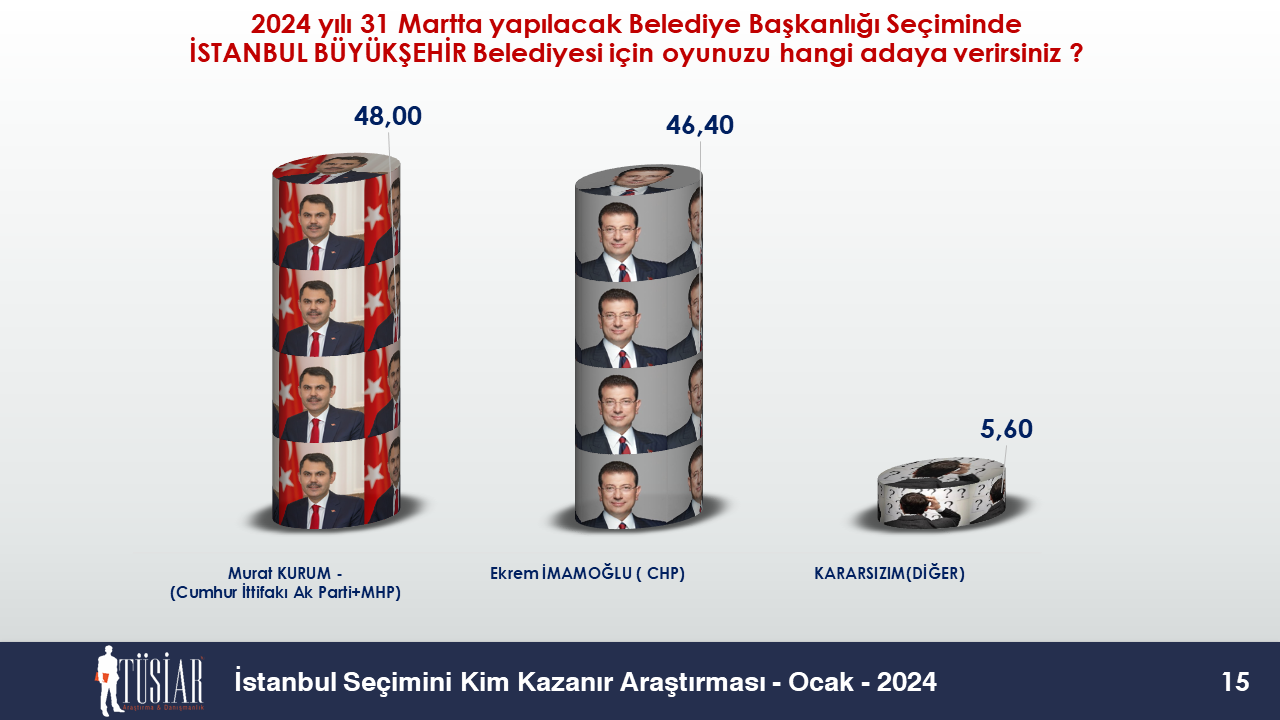 2024 yılı 31 Martta yapılacak Belediye Başkanlığı Seçiminde
İSTANBUL BÜYÜKŞEHİR Belediyesi için oyunuzu hangi adaya verirsiniz ?
48,00
46,40
5,60
Murat KURUM -
(Cumhur İttifakı Ak Parti+MHP)
Ekrem İMAMOĞLU ( CHP)
KARARSIZIM(DİĞER)
TÜSİAR
Araştırma & Danışmanlık
İstanbul Seçimini Kim Kazanır Araştırması - Ocak - 2024
15